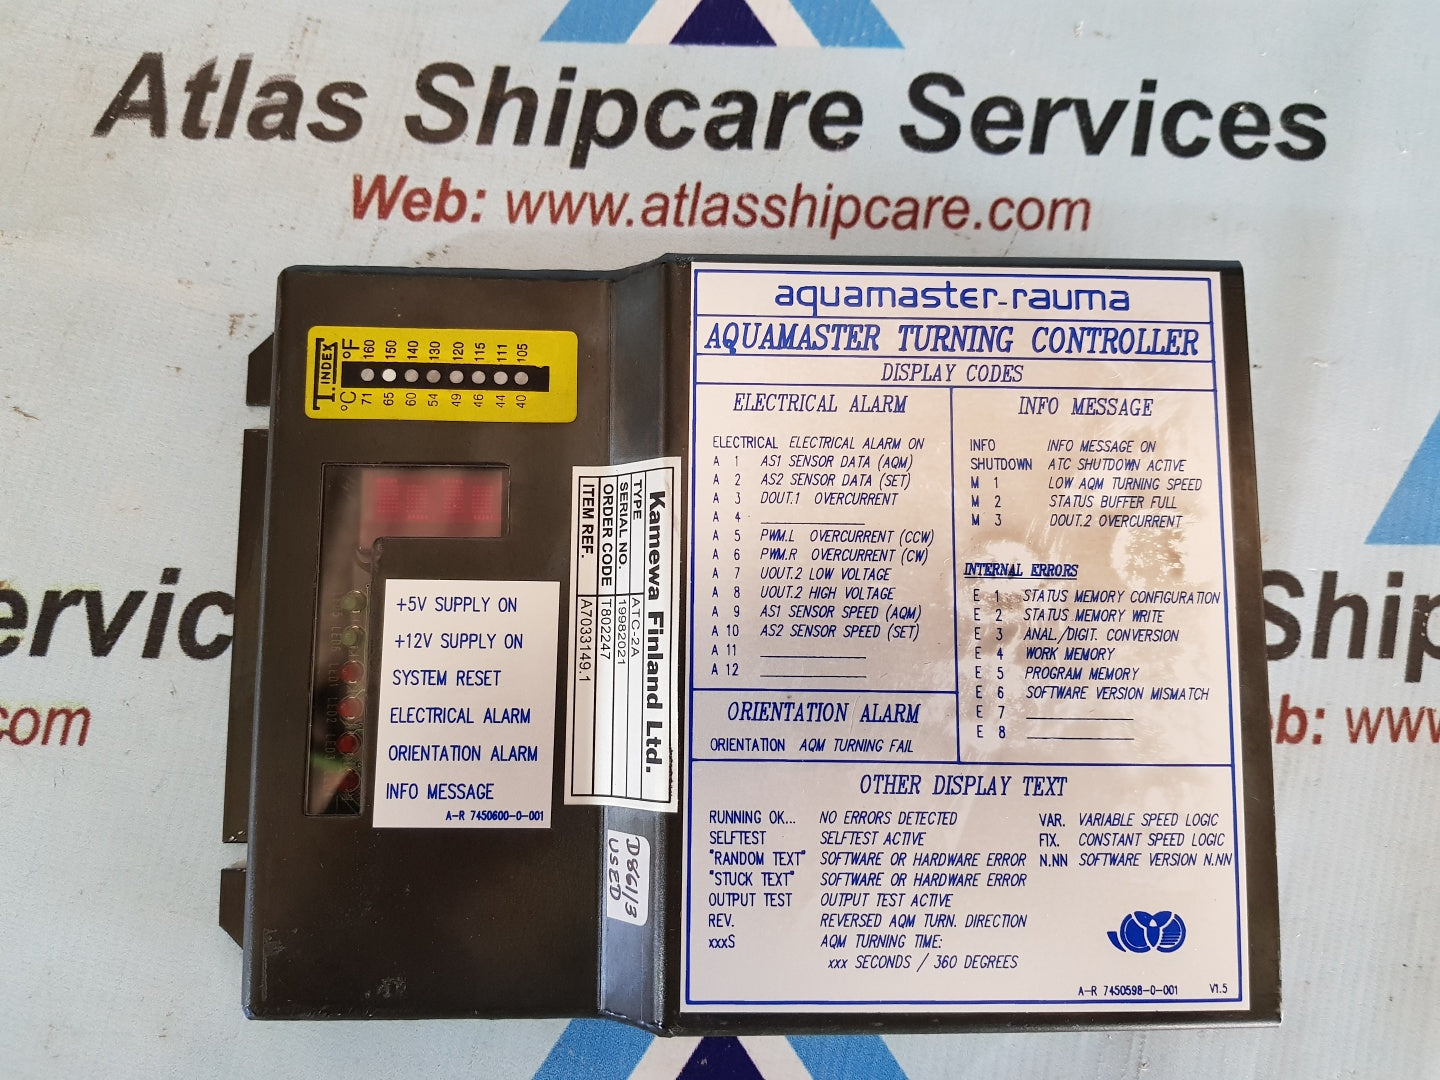 Atlas Shipcare Services
Web: www.atlasshipcare.com
aquamaster-rauma
AQUAMASTER TURNING CONTROLLER
DISPLAY CODES
ELECTRICAL ALARM
ELECTRICAL ELECTRICAL ALARM ON
A 1 AS1 SENSOR DATA (AQM)
A 2 AS2 SENSOR DATA (SET)
A 3 DOUT.1 OVERCURRENT
A 4
A 5 PWM.L OVERCURRENT (CCW)
A 6 PWM.R OVERCURRENT (CW)
A 7 UOUT.2 LOW VOLTAGE
A 8 UOUT.2 HIGH VOLTAGE
A 9 AS1 SENSOR SPEED (AQM)
A 10 AS2 SENSOR SPEED (SET)
A 11
A 12
ORIENTATION ALARM
ORIENTATION AQM TURNING FAIL
INFO MESSAGE
INFO INFO MESSAGE ON
SHUTDOWN ATC SHUTDOWN ACTIVE
M 1 LOW AQM TURNING SPEED
M 2 STATUS BUFFER FULL
M 3 DOUT.2 OVERCURRENT
INTERNAL ERRORS
E 1 STATUS MEMORY CONFIGURATION
E 2 STATUS MEMORY WRITE
E 3 ANAL./DIGIT. CONVERSION
E 4 WORK MEMORY
E 5 PROGRAM MEMORY
E 6 SOFTWARE VERSION MISMATCH
E 7
E 8
OTHER DISPLAY TEXT
RUNNING OK... NO ERRORS DETECTED
SELFTEST SELFTEST ACTIVE
"RANDOM TEXT" SOFTWARE OR HARDWARE ERROR
"STUCK TEXT" SOFTWARE OR HARDWARE ERROR
OUTPUT TEST OUTPUT TEST ACTIVE
REV. REVERSED AQM TURN. DIRECTION
xxxS AQM TURNING TIME:
xxx SECONDS / 360 DEGREES
VAR. VARIABLE SPEED LOGIC
FIX. CONSTANT SPEED LOGIC
N.NN SOFTWARE VERSION N.NN
A-R 7450598-0-001 V1.5
T.INDEX
°F 160 150 140 130 120 115 111 105
°C 71 65 60 54 49 46 44 40
+5V SUPPLY ON
+12V SUPPLY ON
SYSTEM RESET
ELECTRICAL ALARM
ORIENTATION ALARM
INFO MESSAGE
A-R 7450600-0-001
Kamewa Finland Ltd.
TYPE ATC-2A
SERIAL NO. 19982021
ORDER CODE T802247
ITEM REF. A7033149.1
D861/3
USED
ervic
com
Ship
eb: www